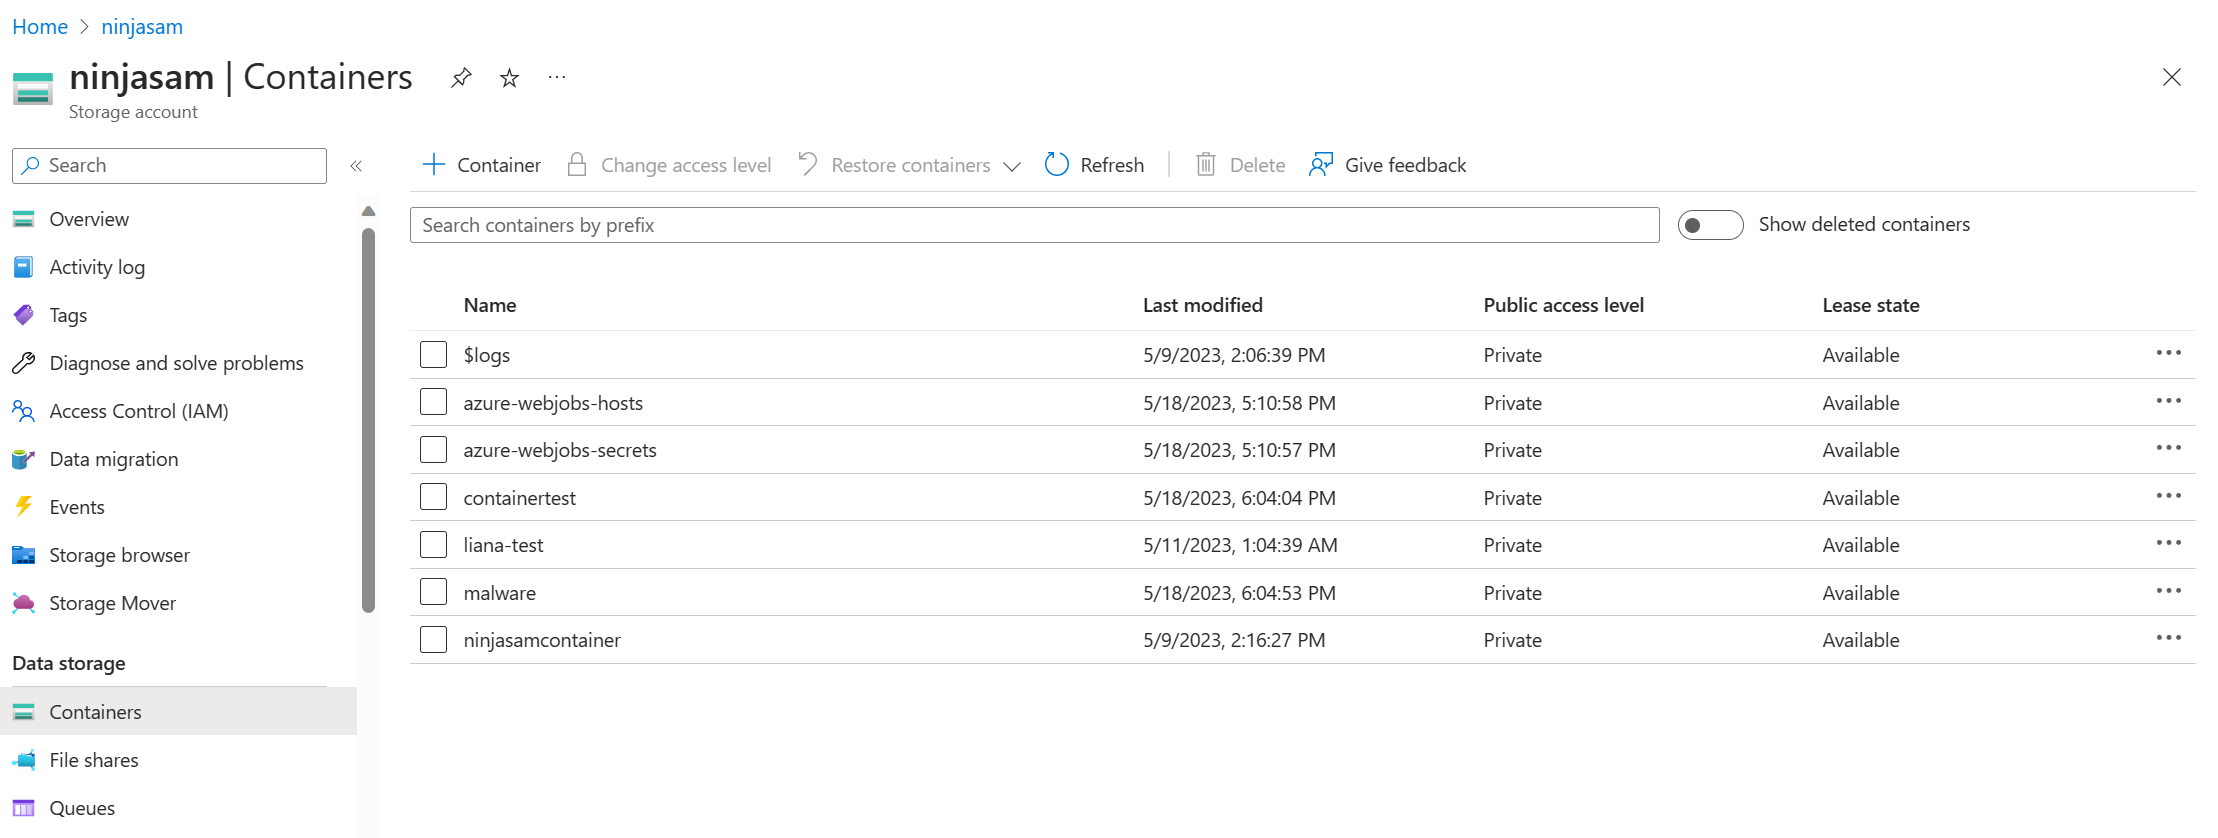 Home > ninjasam
ninjasam | Containers ...
Storage account
Search «
+ Container Change access level Restore containers Refresh Delete Give feedback
Search containers by prefix Show deleted containers
Overview
Activity log
Tags
Diagnose and solve problems
Access Control (IAM)
Data migration
Events
Storage browser
Storage Mover
Data storage
Containers
File shares
Queues
Name Last modified Public access level Lease state
$logs 5/9/2023, 2:06:39 PM Private Available ...
azure-webjobs-hosts 5/18/2023, 5:10:58 PM Private Available ...
azure-webjobs-secrets 5/18/2023, 5:10:57 PM Private Available ...
containertest 5/18/2023, 6:04:04 PM Private Available ...
liana-test 5/11/2023, 1:04:39 AM Private Available ...
malware 5/18/2023, 6:04:53 PM Private Available ...
ninjasamcontainer 5/9/2023, 2:16:27 PM Private Available ...